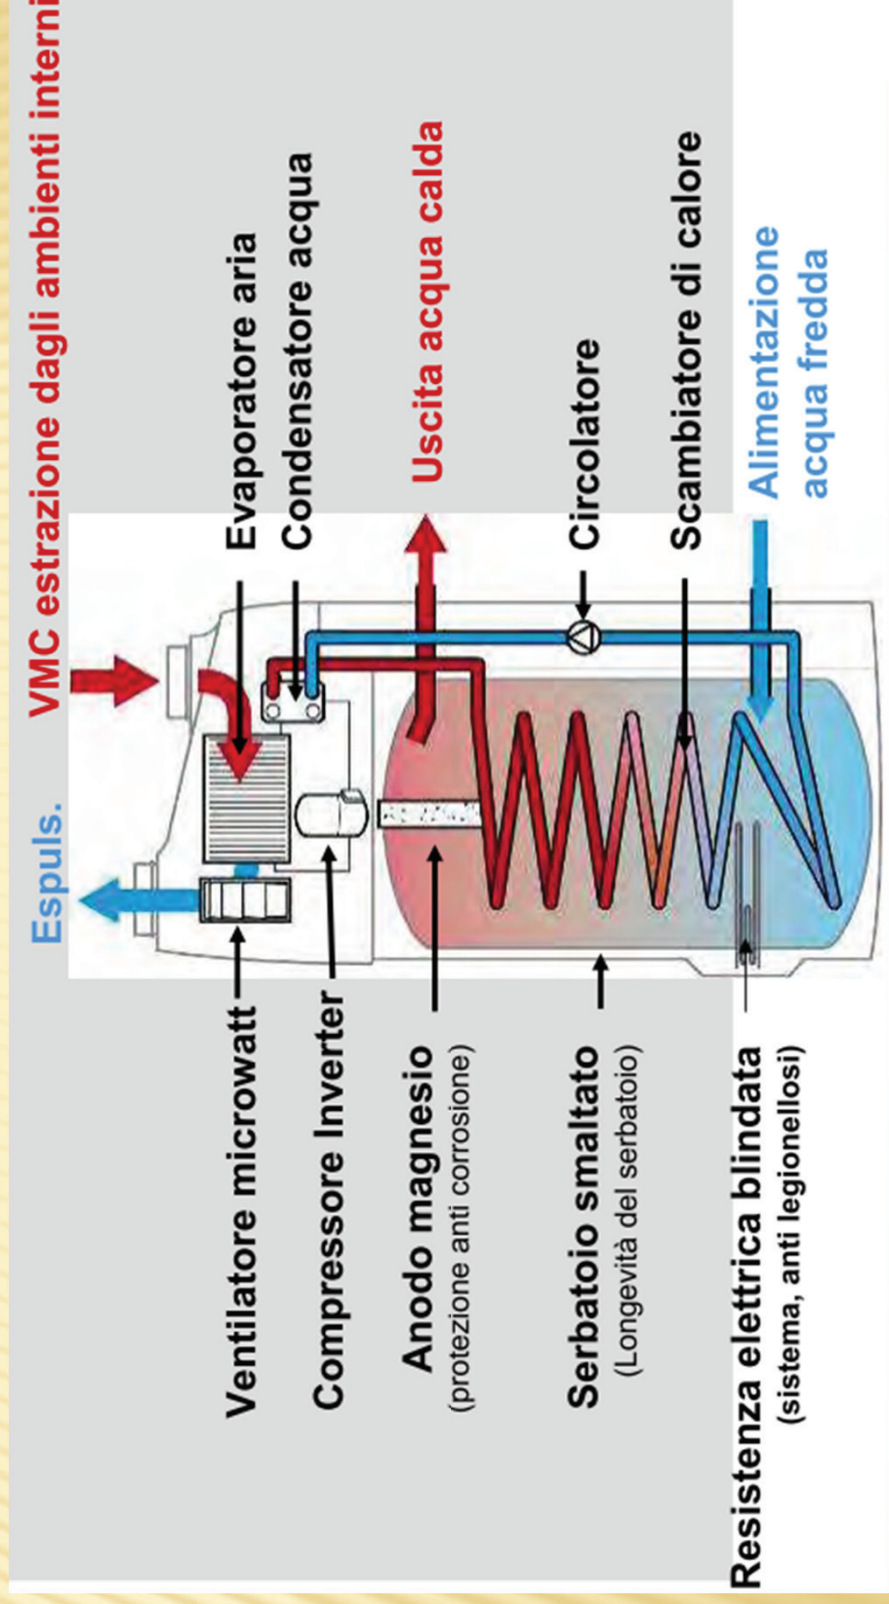 Espuls.
VMC estrazione dagli ambienti interni
Ventilatore microwatt
Compressore Inverter
Anodo magnesio
(protezione anti corrosione)
Serbatoio smaltato
(Longevità del serbatoio)
Resistenza elettrica blindata
(sistema, anti legionellosi)
Evaporatore aria
Condensatore acqua
Uscita acqua calda
Circolatore
Scambiatore di calore
Alimentazione
acqua fredda